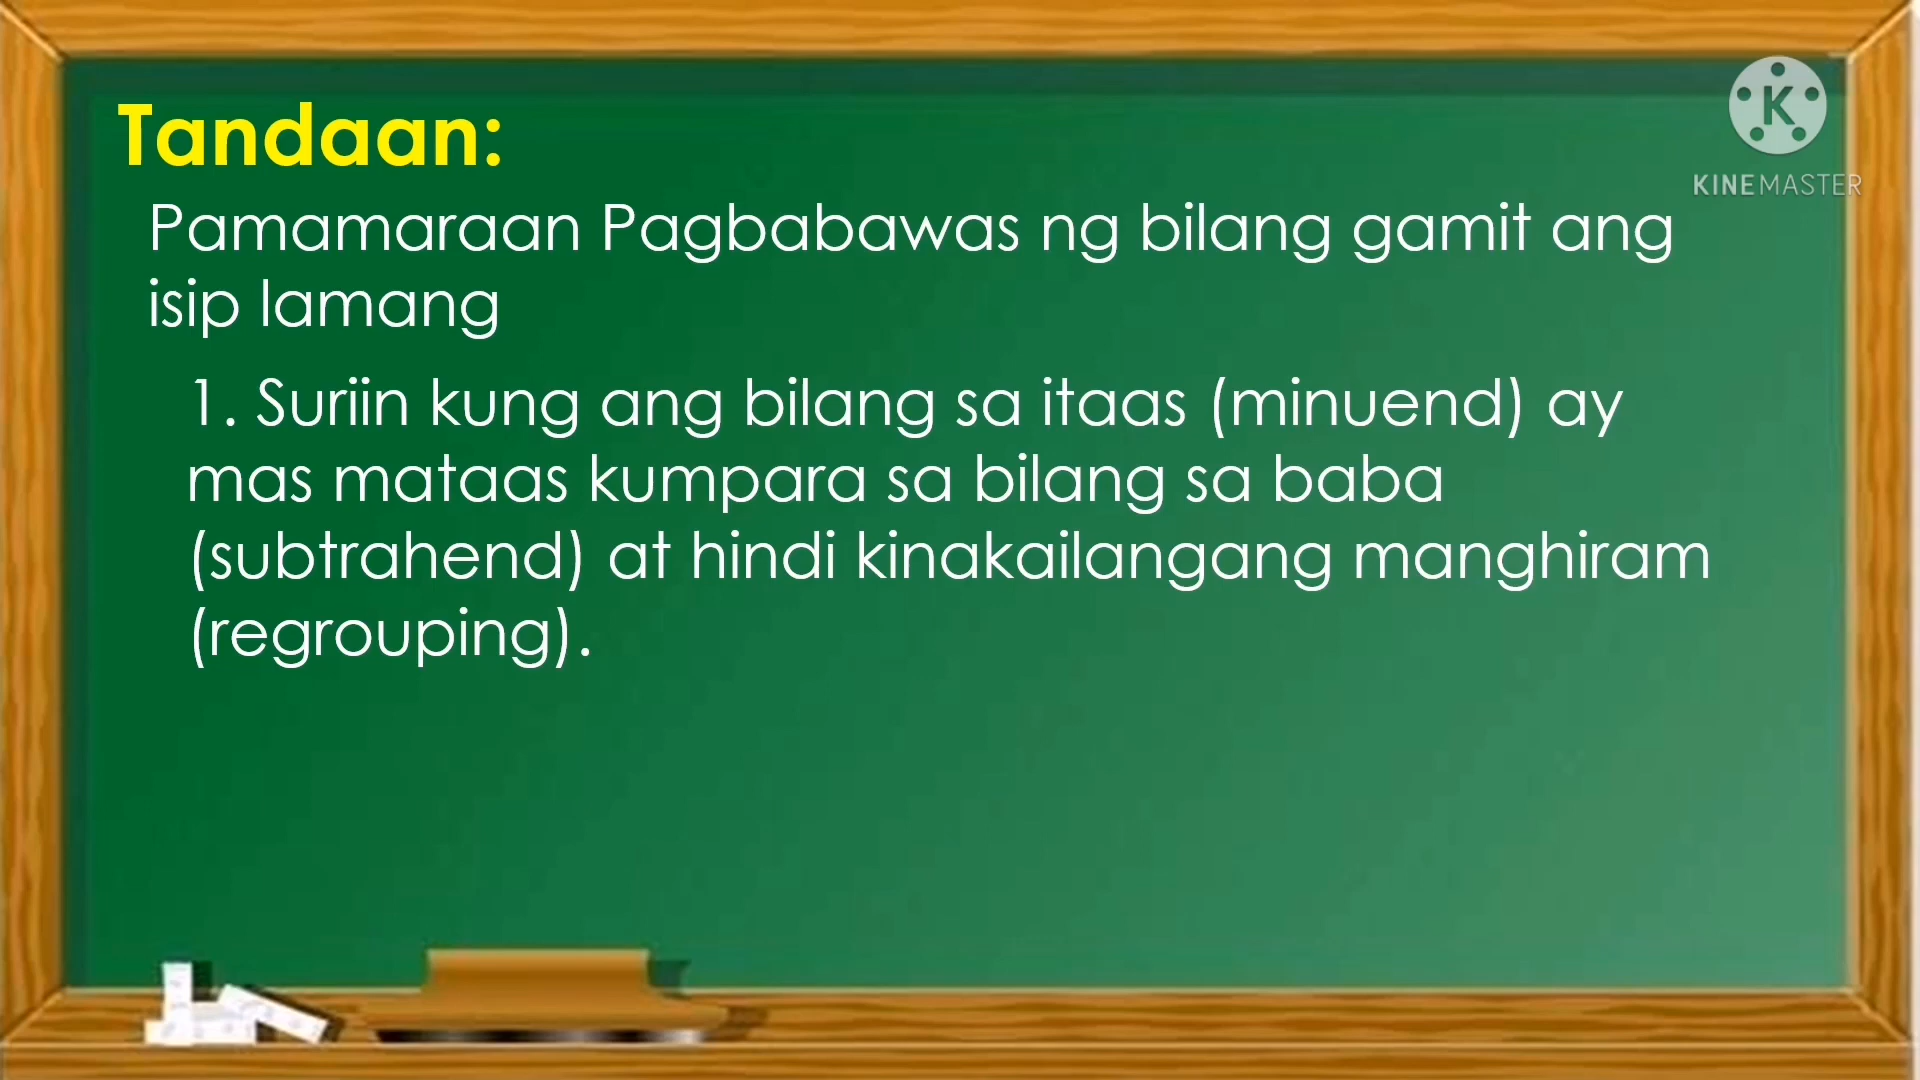 Tandaan:
K
KINEMASTER
Pamamaraan Pagbabawas ng bilang gamit ang
isip lamang
1. Suriin kung ang bilang sa itaas (minuend) ay
mas mataas kumpara sa bilang sa baba
(subtrahend) at hindi kinakailangang manghiram
(regrouping).